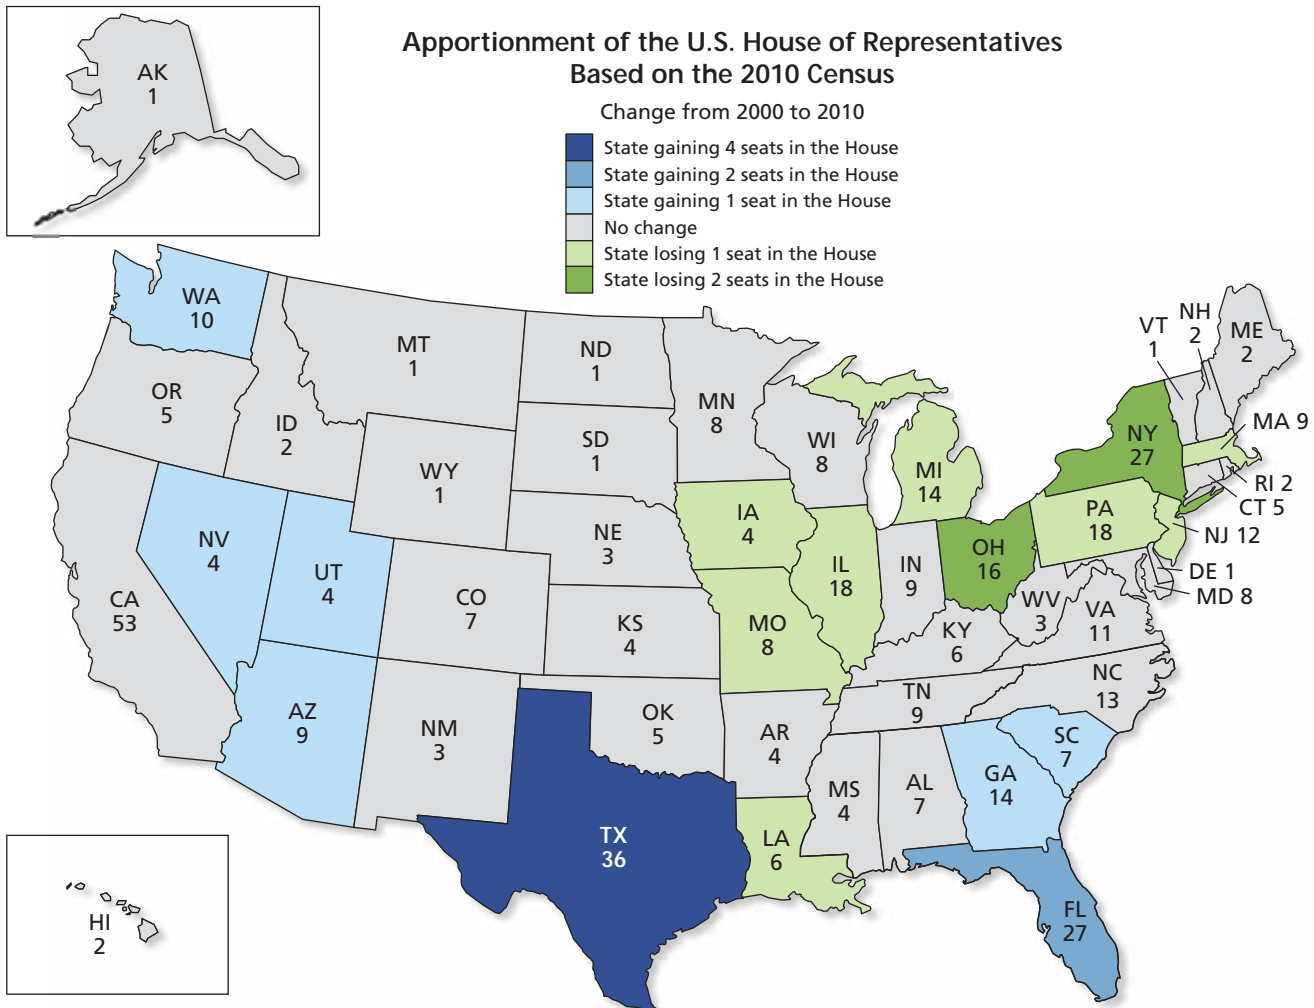 Apportionment of the U.S. House of Representatives
Based on the 2010 Census
Change from 2000 to 2010
State gaining 4 seats in the House
State gaining 2 seats in the House
State gaining 1 seat in the House
No change
State losing 1 seat in the House
State losing 2 seats in the House
AK
1
WA
10
MT
1
ND
1
MN
8
VT
1
NH
2
ME
2
OR
5
ID
2
WY
1
SD
1
WI
8
MI
14
NY
27
MA 9
RI 2
CT 5
NJ 12
DE 1
MD 8
NV
4
UT
4
CO
7
NE
3
IA
4
IL
18
IN
9
OH
16
PA
18
CA
53
KS
4
MO
8
KY
6
WV
3
VA
11
AZ
9
NM
3
OK
5
AR
4
TN
9
NC
13
SC
7
TX
36
LA
6
MS
4
AL
7
GA
14
FL
27
HI
2